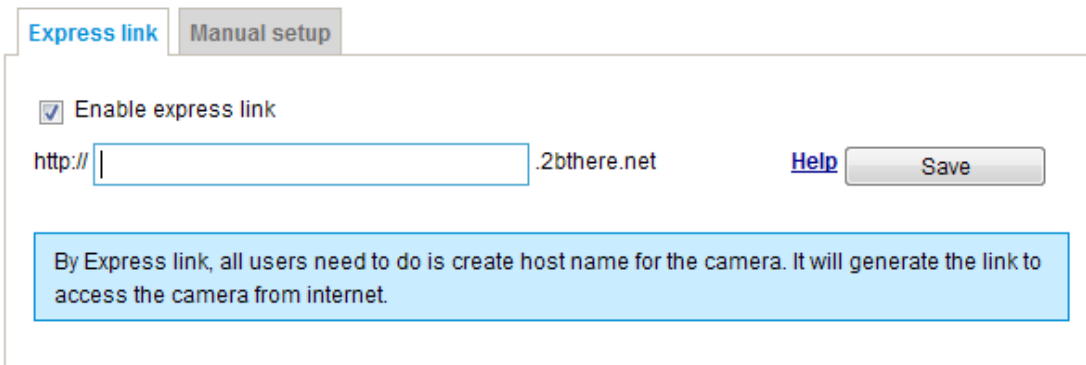 Express link Manual setup
Enable express link
http:// .2bthere.net Help Save
By Express link, all users need to do is create host name for the camera. It will generate the link to
access the camera from internet.